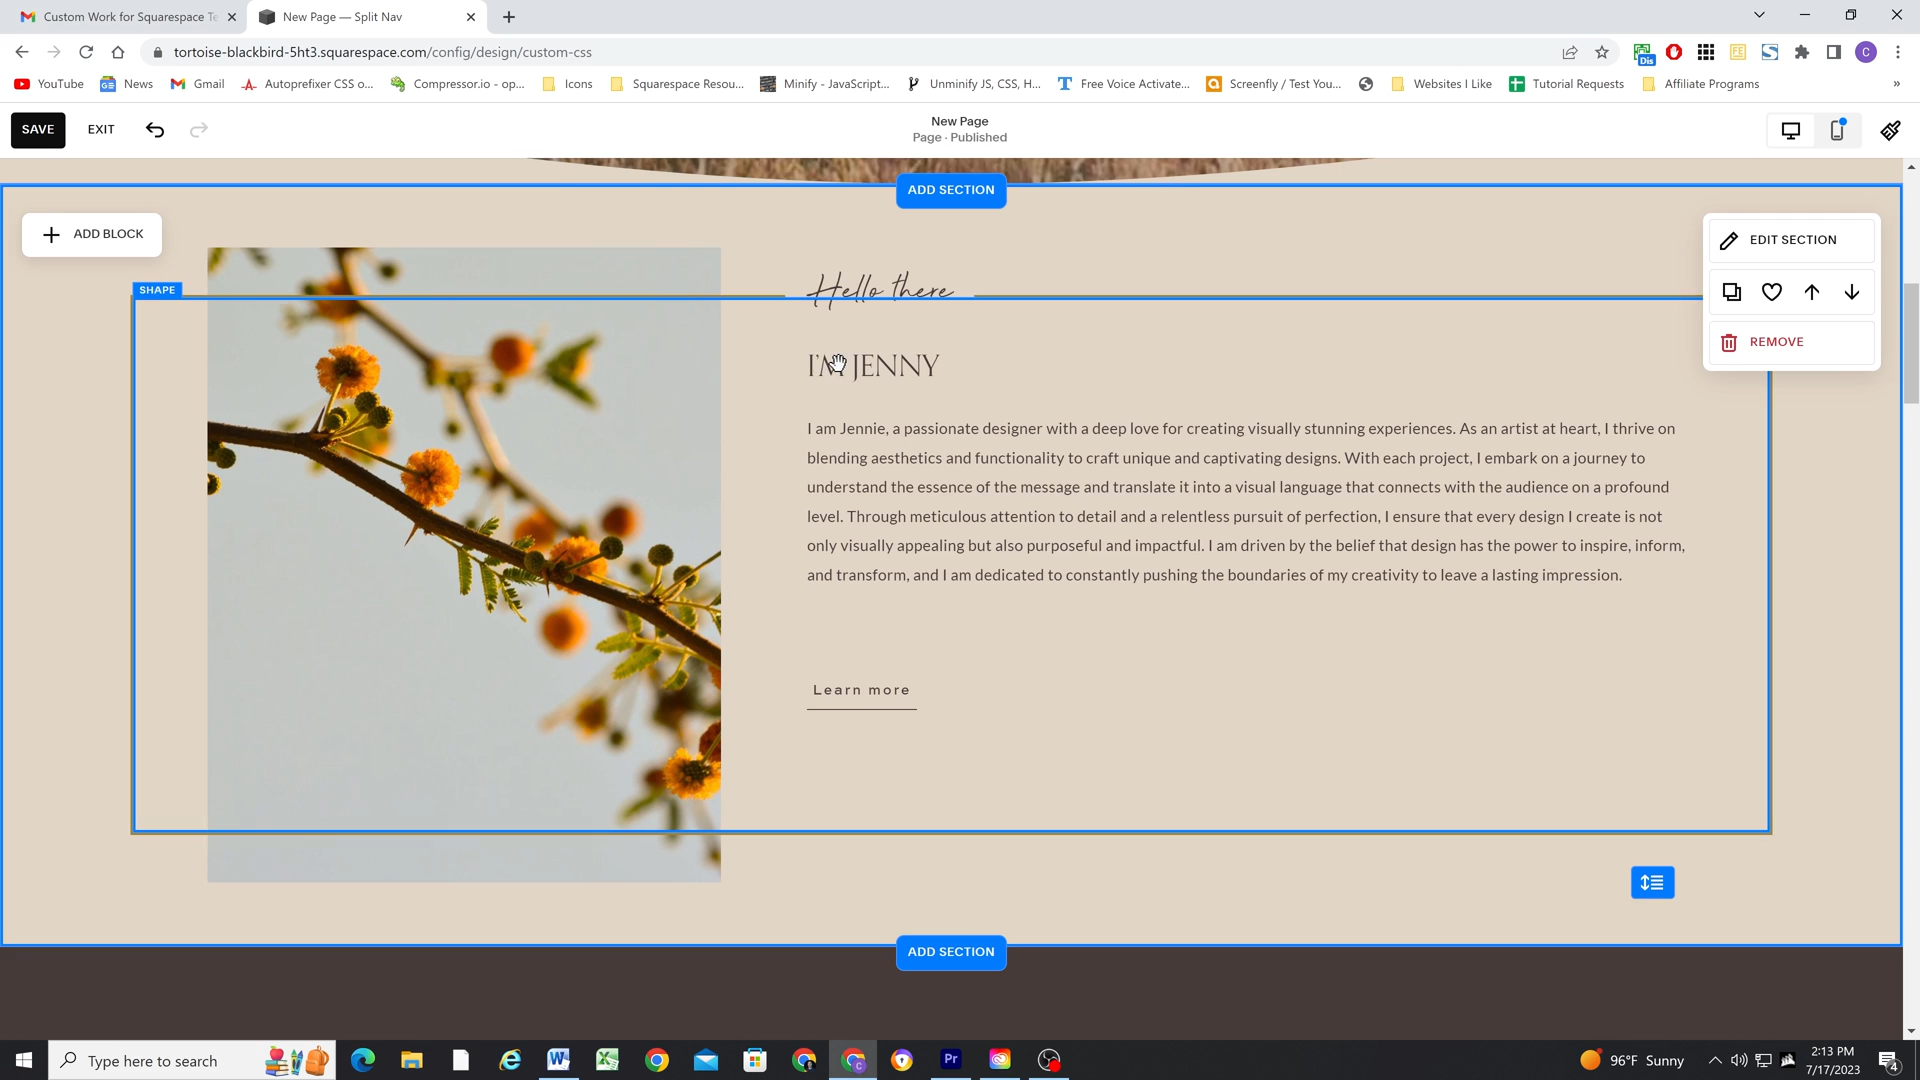 Custom Work for Squarespace Te
New Page — Split Nav
tortoise-blackbird-5ht3.squarespace.com/config/design/custom-css
Dis
FE
C
YouTube
News
Gmail
Autoprefixer CSS o...
Compressor.io - op...
Icons
Squarespace Resou...
Minify - JavaScript...
Unminify JS, CSS, H...
Free Voice Activate...
Screenfly / Test You...
Websites I Like
Tutorial Requests
Affiliate Programs
SAVE
EXIT
New Page
Page · Published
ADD SECTION
ADD BLOCK
EDIT SECTION
REMOVE
SHAPE
Hello there
I'M JENNY
I am Jennie, a passionate designer with a deep love for creating visually stunning experiences. As an artist at heart, I thrive on
blending aesthetics and functionality to craft unique and captivating designs. With each project, I embark on a journey to
understand the essence of the message and translate it into a visual language that connects with the audience on a profound
level. Through meticulous attention to detail and a relentless pursuit of perfection, I ensure that every design I create is not
only visually appealing but also purposeful and impactful. I am driven by the belief that design has the power to inspire, inform,
and transform, and I am dedicated to constantly pushing the boundaries of my creativity to leave a lasting impression.
Learn more
ADD SECTION
Type here to search
Pr
96°F Sunny
2:13 PM
7/17/2023
4